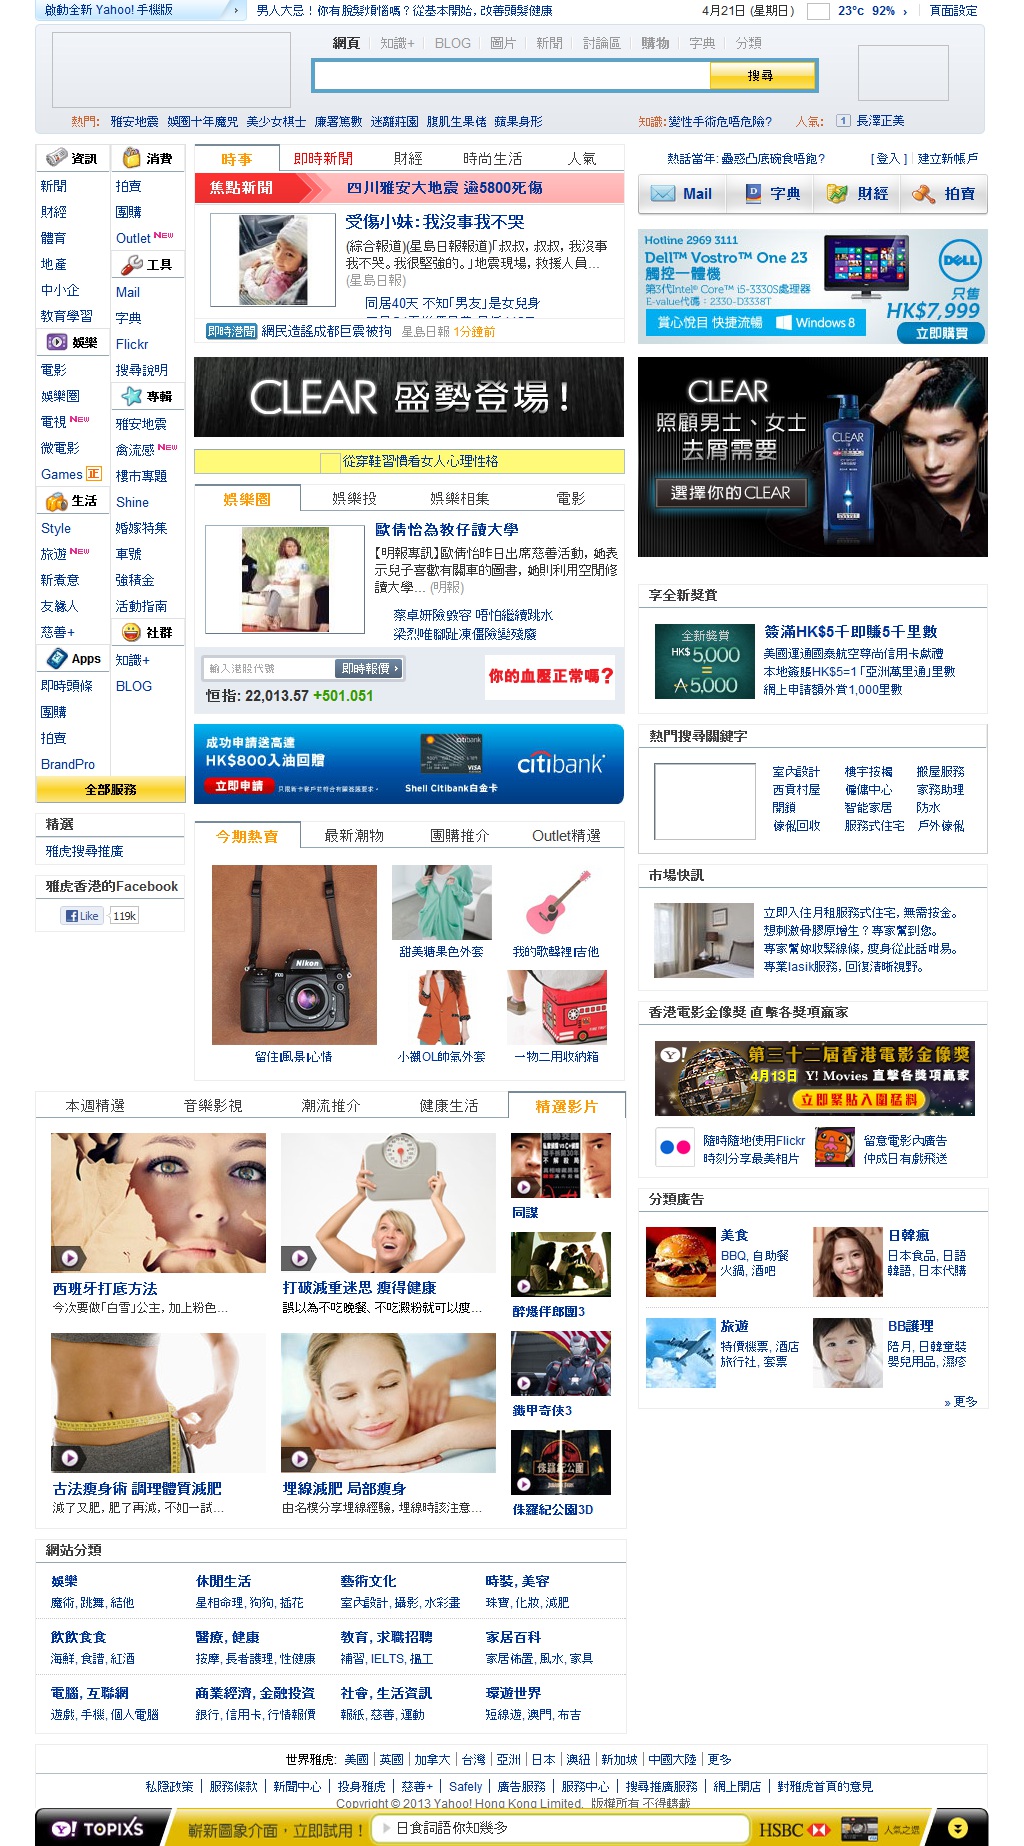 啟動全新 Yahoo! 手機版 ›
男人大忌！你有脫髮煩惱嗎？從基本開始，改善頭髮健康
4月21日 (星期日) 23°c 92% › 頁面設定
網頁 知識+ BLOG 圖片 新聞 討論區 購物 字典 分類
搜尋
熱門: 雅安地震 娛圈十年魔咒 美少女棋士 廉署篤數 迷離莊園 腹肌生果佬 蘋果身形
知識:變性手術危唔危險? 人氣: 1 長澤正美
資訊
新聞
財經
體育
地產
中小企
教育學習
娛樂
電影
娛樂圈
電視 NEW
微電影
Games 正
生活
Style
旅遊 NEW
新煮意
友緣人
慈善+
Apps
即時頭條
團購
拍賣
BrandPro
消費
拍賣
團購
Outlet NEW
工具
Mail
字典
Flickr
搜尋說明
專輯
雅安地震
禽流感 NEW
樓市專題
Shine
婚嫁特集
車號
強積金
活動指南
社群
知識+
BLOG
全部服務
精選
雅虎搜尋推廣
雅虎香港的Facebook
Like 119k
時事 即時新聞 財經 時尚生活 人氣
焦點新聞 四川雅安大地震 逾5800死傷
受傷小妹：我沒事我不哭
(綜合報道)(星島日報報道)「叔叔，叔叔，我沒事
我不哭。我很堅強的。」地震現場，救援人員...
(星島日報)
同居40天 不知「男友」是女兒身
即時港聞 網民造謠成都巨震被拘 星島日報 1分鐘前
CLEAR 盛勢登場！
從穿鞋習慣看女人心理性格
娛樂圈 娛樂投 娛樂相集 電影
歐倩怡為教仔讀大學
【明報專訊】歐倩怡昨日出席慈善活動，她表
示兒子喜歡有關車的圖書，她則利用空閒修
讀大學... (明報)
蔡卓妍險毀容 唔怕繼續跳水
梁烈唯腳趾凍僵險變殘廢
輸入港股代號 即時報價 ›
恒指: 22,013.57 +501.051
你的血壓正常嗎?
成功申請送高達
HK$800入油回贈
立即申請
citibank
VISA
Shell Citibank白金卡
citibank
今期熱賣 最新潮物 團購推介 Outlet精選
Nikon
留住風景心情
甜美糖果色外套
我的歌聲裡吉他
小襯OL帥氣外套
一物二用收納箱
本週精選 音樂影視 潮流推介 健康生活 精選影片
西班牙打底方法
今次要做「白雪」公主，加上粉色...
打破減重迷思 瘦得健康
誤以為不吃晚餐、不吃澱粉就可以瘦...
古法瘦身術 調理體質減肥
減了又肥，肥了再減，不如一試...
埋線減肥 局部瘦身
由名模分享埋線經驗，埋線時該注意...
同謀
醉爆伴郎團3
鐵甲奇俠3
侏羅紀公園
侏羅紀公園3D
網站分類
娛樂
魔術, 跳舞, 結他
休閒生活
星相命理, 狗狗, 插花
藝術文化
室內設計, 攝影, 水彩畫
時裝, 美容
珠寶, 化妝, 減肥
飲飲食食
海鮮, 食譜, 紅酒
醫療, 健康
按摩, 長者護理, 性健康
教育, 求職招聘
補習, IELTS, 搵工
家居百科
家居佈置, 風水, 家具
電腦, 互聯網
遊戲, 手機, 個人電腦
商業經濟, 金融投資
銀行, 信用卡, 行情報價
社會, 生活資訊
報紙, 慈善, 運動
環遊世界
短線遊, 澳門, 布吉
熱話當年: 蠱惑凸底碗食唔飽?
[ 登入 ] 建立新帳戶
Mail 字典 財經 拍賣
Hotline 2969 3111
Dell™ Vostro™ One 23
觸控一體機
第3代Intel® Core™ i5-3330S處理器
E-value代碼：2330-D3338T
賞心悅目 快捷流暢 Windows 8
DELL
只售
HK$7,999
立即購買
CLEAR
照顧男士、女士
去屑需要
選擇你的CLEAR
CLEAR
享全新獎賞
全新獎賞
HK$ 5,000
=
5,000
簽滿HK$5千即賺5千里數
美國運通國泰航空尊尚信用卡獻禮
本地簽賬HK$5=1「亞洲萬里通」里數
網上申請額外賞1,000里數
熱門搜尋關鍵字
室內設計 樓宇按揭 搬屋服務
西貢村屋 僱傭中心 家務助理
開鎖 智能家居 防水
傢俬回收 服務式住宅 戶外傢俬
市場快訊
立即入住月租服務式住宅，無需按金。
想刺激骨膠原增生？專家幫到您。
專家幫妳收緊線條，瘦身從此話咁易。
專業lasik服務，回復清晰視野。
香港電影金像獎 直擊各獎項贏家
Y!
第三十二屆香港電影金像獎
4月13日 Y! Movies 直擊各獎項贏家
立即緊貼入圍猛料
隨時隨地使用Flickr
時刻分享最美相片
留意電影內廣告
仲成日有戲飛送
分類廣告
美食
BBQ, 自助餐
火鍋, 酒吧
日韓瘋
日本食品, 日語
韓語, 日本代購
旅遊
特價機票, 酒店
旅行社, 套票
BB護理
陪月, 日韓童裝
嬰兒用品, 濕疹
» 更多
世界雅虎: 美國 英國 加拿大 台灣 亞洲 日本 澳紐 新加坡 中國大陸 更多
私隱政策 服務條款 新聞中心 投身雅虎 慈善+ Safely 廣告服務 服務中心 搜尋推廣服務 網上開店 對雅虎首頁的意見
Copyright © 2013 Yahoo! Hong Kong Limited. 版權所有 不得轉載
Y! TOPIXS 嶄新圖象介面，立即試用！ 日食詞語你知幾多 HSBC 人氣之選